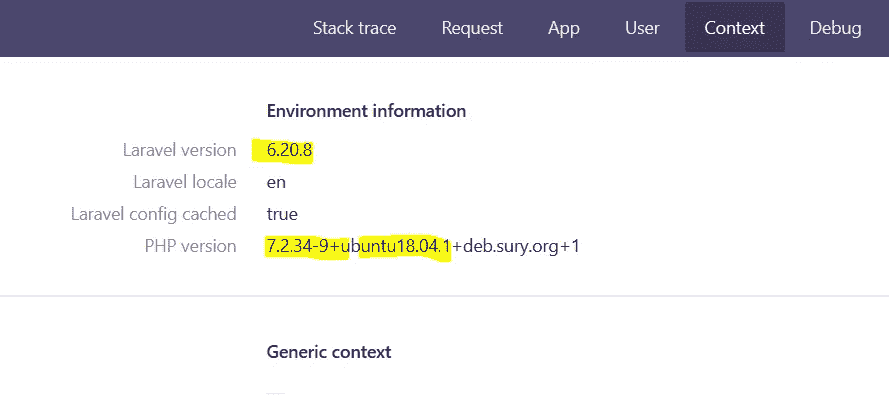 Stack trace Request App User Context Debug
Environment information
Laravel version 6.20.8
Laravel locale en
Laravel config cached true
PHP version 7.2.34-9+ubuntu18.04.1+deb.sury.org+1
Generic context